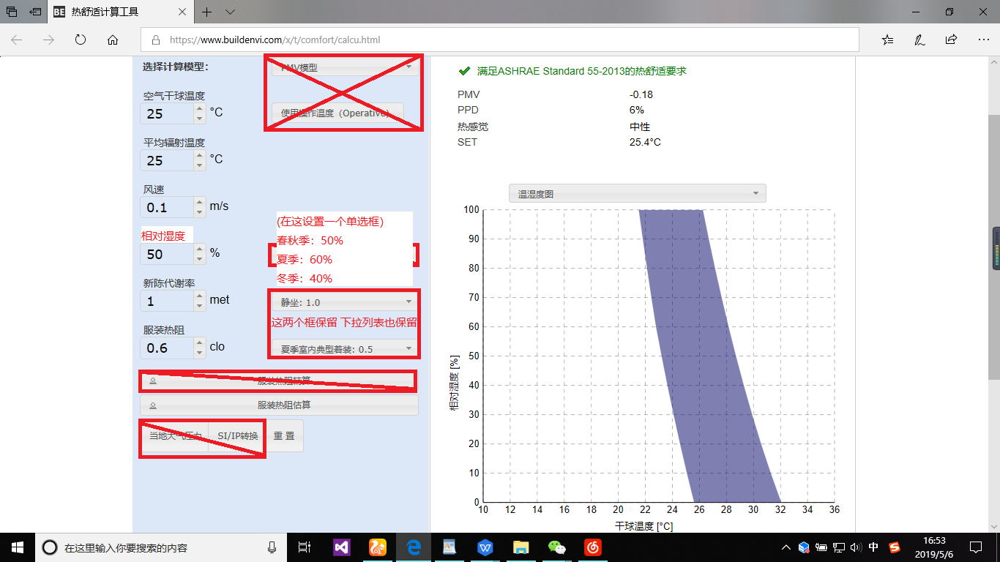 BE 热舒适计算工具
https://www.buildenvi.com/x/t/comfort/calcu.html
选择计算模型:
PMV模型
空气干球温度
25 °C
使用操作温度（Operative）
平均辐射温度
25 °C
风速
0.1 m/s
(在这设置一个单选框)
春秋季：50%
夏季：60%
冬季：40%
相对湿度
50 %
新陈代谢率
1 met
静坐: 1.0
这两个框保留 下拉列表也保留
服装热阻
0.6 clo
夏季室内典型着装: 0.5
服装热阻精算
服装热阻估算
当地大气压力
SI/IP转换
重 置
满足ASHRAE Standard 55-2013的热舒适要求
PMV -0.18
PPD 6%
热感觉 中性
SET 25.4°C
温湿度图
100
90
80
70
60
50
40
30
20
10
0
相对湿度 [%]
10 12 14 16 18 20 22 24 26 28 30 32 34 36
干球温度 [°C]
在这里输入你要搜索的内容
中
16:53
2019/5/6